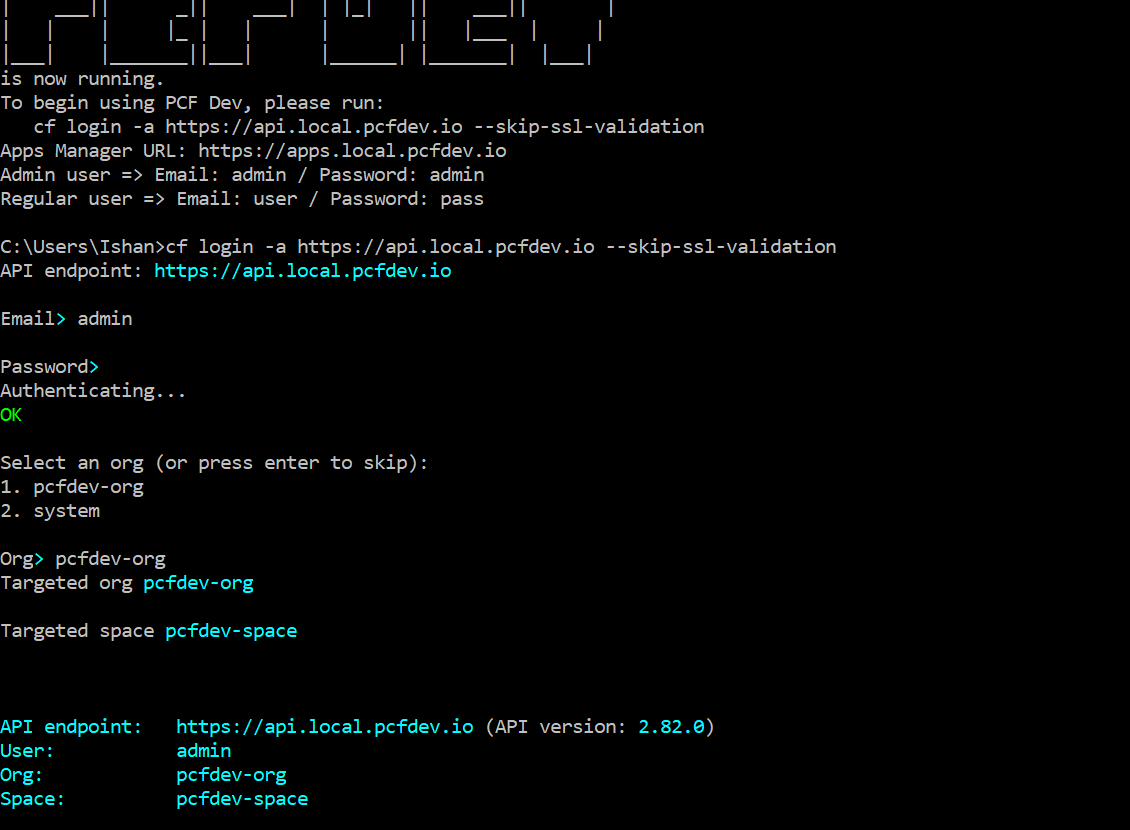 is now running.
To begin using PCF Dev, please run:
   cf login -a https://api.local.pcfdev.io --skip-ssl-validation
Apps Manager URL: https://apps.local.pcfdev.io
Admin user => Email: admin / Password: admin
Regular user => Email: user / Password: pass
C:\Users\Ishan>cf login -a https://api.local.pcfdev.io --skip-ssl-validation
API endpoint: https://api.local.pcfdev.io
Email> admin
Password>
Authenticating...
OK
Select an org (or press enter to skip):
1. pcfdev-org
2. system
Org> pcfdev-org
Targeted org pcfdev-org
Targeted space pcfdev-space
API endpoint:   https://api.local.pcfdev.io (API version: 2.82.0)
User:           admin
Org:            pcfdev-org
Space:          pcfdev-space